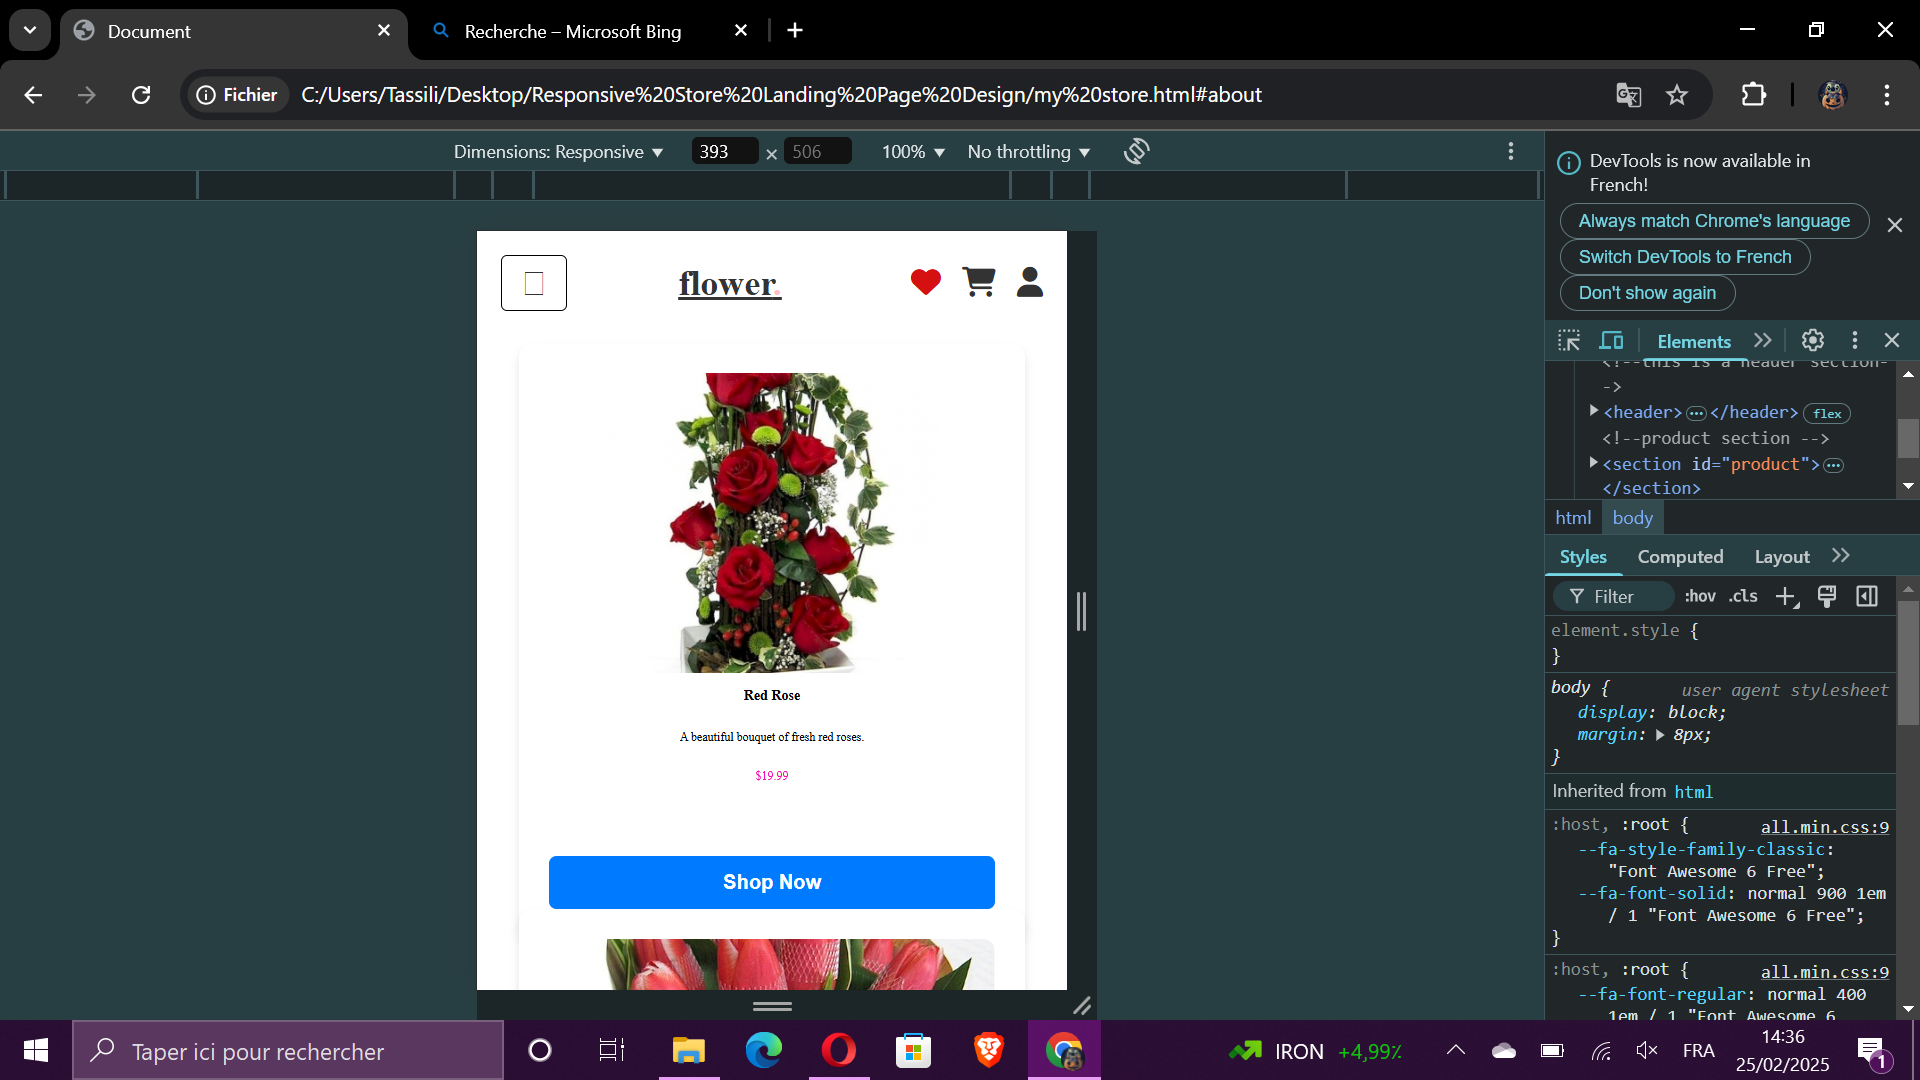 Document
Recherche – Microsoft Bing
Fichier
C:/Users/Tassili/Desktop/Responsive%20Store%20Landing%20Page%20Design/my%20store.html#about
Dimensions: Responsive
393 × 506
100%
No throttling
flower.
Red Rose
A beautiful bouquet of fresh red roses.
$19.99
Shop Now
DevTools is now available in
French!
Always match Chrome's language
Switch DevTools to French
Don't show again
Elements
<!--this is a header section-
->
<header> ⋯ </header> flex
<!--product section -->
<section id="product"> ⋯
</section>
html body
Styles Computed Layout
Filter :hov .cls
element.style {
}
body { user agent stylesheet
display: block;
margin: 8px;
}
Inherited from html
:host, :root { all.min.css:9
--fa-style-family-classic:
"Font Awesome 6 Free";
--fa-font-solid: normal 900 1em
/ 1 "Font Awesome 6 Free";
}
:host, :root { all.min.css:9
--fa-font-regular: normal 400
1em / 1 "Font Awesome 6
Taper ici pour rechercher
IRON +4,99%
FRA
14:36
25/02/2025
1